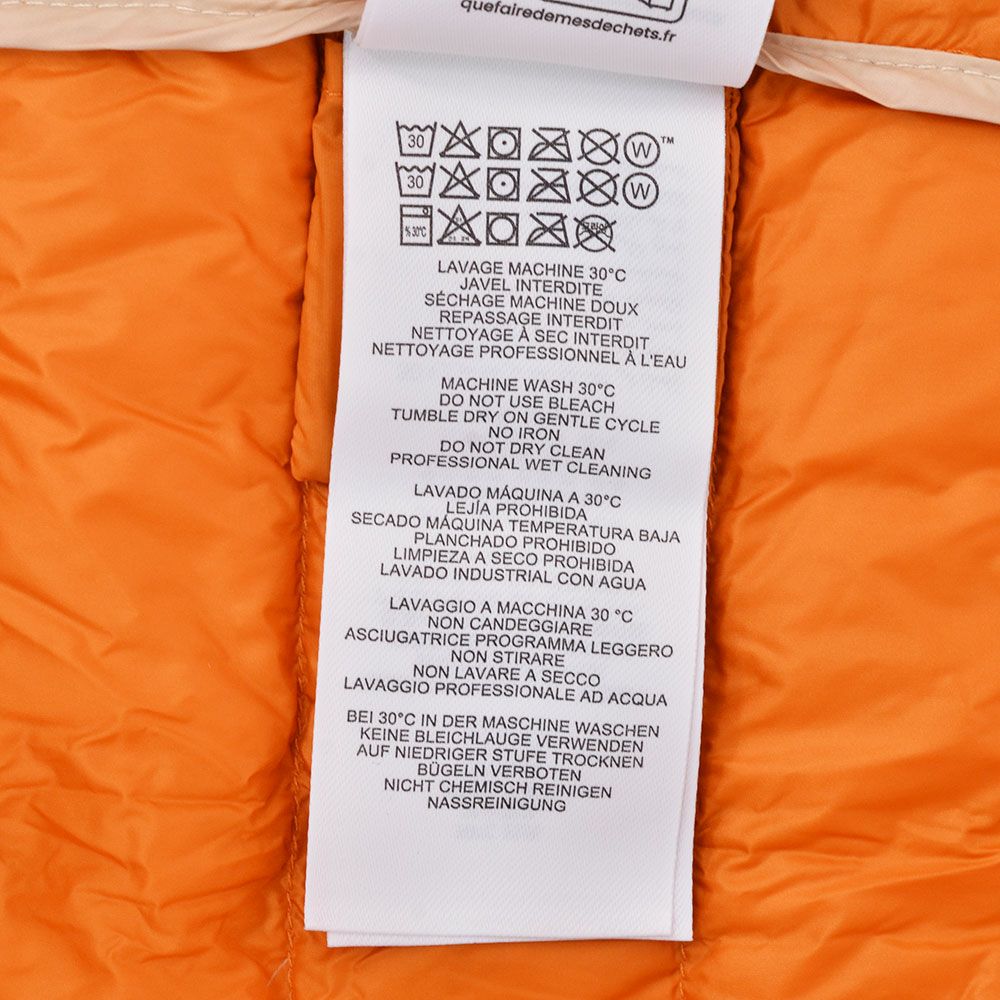 quefairedemesdechets.fr
30 W ™
30 W
% 30°C
LAVAGE MACHINE 30°C
JAVEL INTERDITE
SÉCHAGE MACHINE DOUX
REPASSAGE INTERDIT
NETTOYAGE À SEC INTERDIT
NETTOYAGE PROFESSIONNEL À L'EAU
MACHINE WASH 30°C
DO NOT USE BLEACH
TUMBLE DRY ON GENTLE CYCLE
NO IRON
DO NOT DRY CLEAN
PROFESSIONAL WET CLEANING
LAVADO MÁQUINA A 30°C
LEJÍA PROHIBIDA
SECADO MÁQUINA TEMPERATURA BAJA
PLANCHADO PROHIBIDO
LIMPIEZA A SECO PROHIBIDA
LAVADO INDUSTRIAL CON AGUA
LAVAGGIO A MACCHINA 30 °C
NON CANDEGGIARE
ASCIUGATRICE PROGRAMMA LEGGERO
NON STIRARE
NON LAVARE A SECCO
LAVAGGIO PROFESSIONALE AD ACQUA
BEI 30°C IN DER MASCHINE WASCHEN
KEINE BLEICHLAUGE VERWENDEN
AUF NIEDRIGER STUFE TROCKNEN
BÜGELN VERBOTEN
NICHT CHEMISCH REINIGEN
NASSREINIGUNG